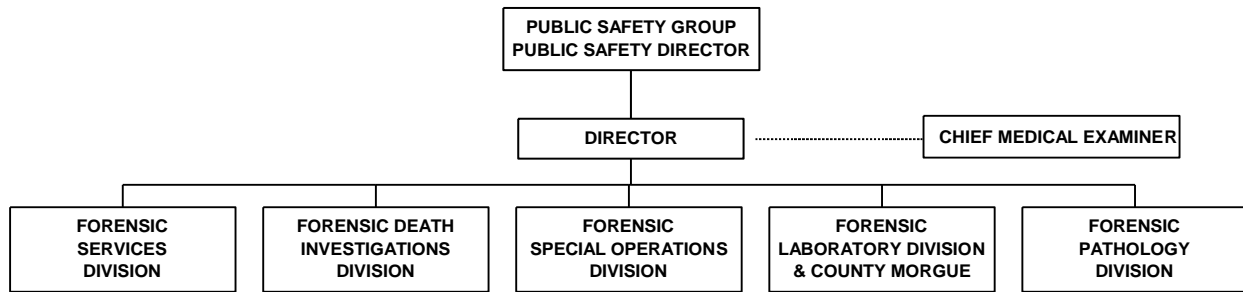 PUBLIC SAFETY GROUP
PUBLIC SAFETY DIRECTOR
DIRECTOR
CHIEF MEDICAL EXAMINER
FORENSIC
SERVICES
DIVISION
FORENSIC DEATH
INVESTIGATIONS
DIVISION
FORENSIC
SPECIAL OPERATIONS
DIVISION
FORENSIC
LABORATORY DIVISION
& COUNTY MORGUE
FORENSIC
PATHOLOGY
DIVISION